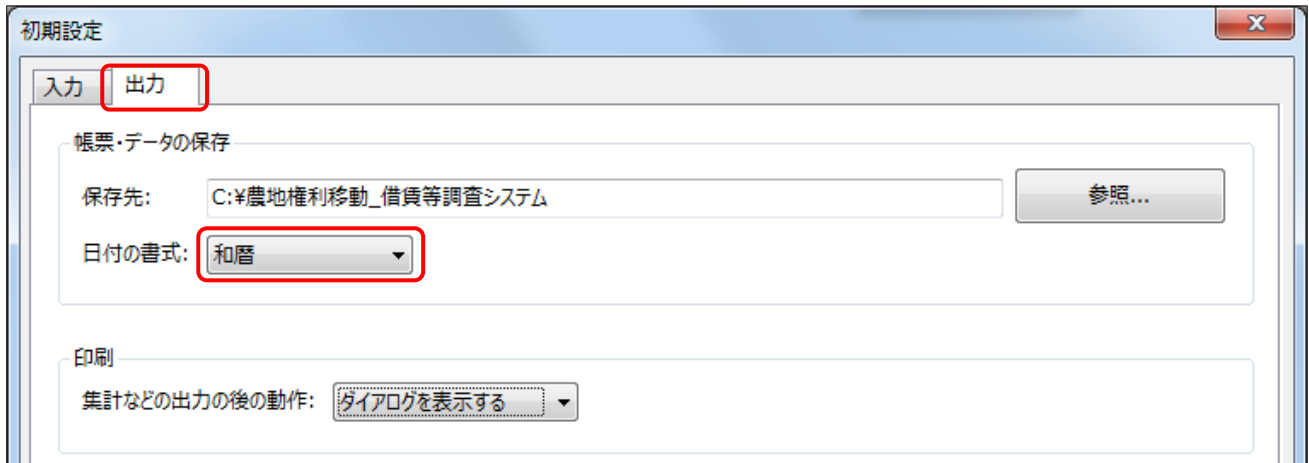 初期設定
入力 出力
帳票・データの保存
保存先: C:¥農地権利移動_借賃等調査システム 参照...
日付の書式: 和暦
印刷
集計などの出力の後の動作: ダイアログを表示する